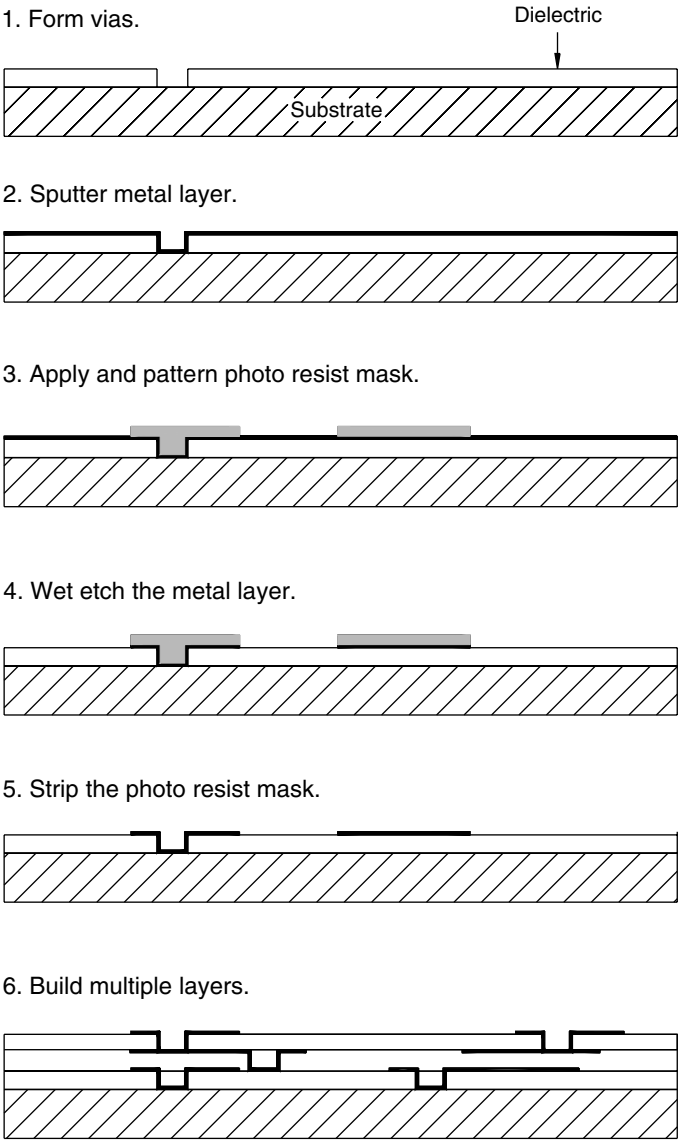 1. Form vias.
Dielectric
Substrate
2. Sputter metal layer.
3. Apply and pattern photo resist mask.
4. Wet etch the metal layer.
5. Strip the photo resist mask.
6. Build multiple layers.